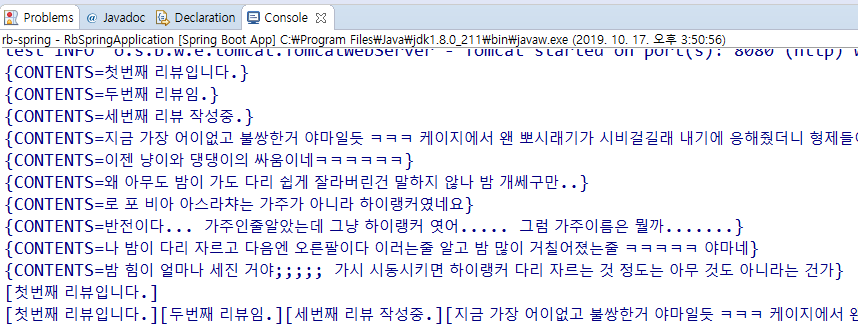 Problems @ Javadoc Declaration Console
rb-spring - RbSpringApplication [Spring Boot App] C:₩Program Files₩Java₩jdk1.8.0_211₩bin₩javaw.exe (2019. 10. 17. 오후 3:50:56)
test INFO  o.s.b.w.e.tomcat.TomcatWebServer - Tomcat started on port(s): 8080 (http) w
{CONTENTS=첫번째 리뷰입니다.}
{CONTENTS=두번째 리뷰임.}
{CONTENTS=세번째 리뷰 작성중.}
{CONTENTS=지금 가장 어이없고 불쌍한거 야마일듯 ㅋㅋㅋ 케이지에서 왠 뽀시래기가 시비걸길래 내기에 응해줬더니 형제들이
{CONTENTS=이젠 냥이와 댕댕이의 싸움이네ㅋㅋㅋㅋㅋㅋ}
{CONTENTS=왜 아무도 밤이 가도 다리 쉽게 잘라버린건 말하지 않나 밤 개쎄구만..}
{CONTENTS=로 포 비아 아스라챠는 가주가 아니라 하이랭커였네요}
{CONTENTS=반전이다... 가주인줄알았는데 그냥 하이랭커 엿어..... 그럼 가주이름은 뭘까.......}
{CONTENTS=나 밤이 다리 자르고 다음엔 오른팔이다 이러는줄 알고 밤 많이 거칠어졌는줄 ㅋㅋㅋㅋㅋ 야마네}
{CONTENTS=밤 힘이 얼마나 세진 거야;;;;; 가시 시동시키면 하이랭커 다리 자르는 것 정도는 아무 것도 아니라는 건가}
[첫번째 리뷰입니다.]
[첫번째 리뷰입니다.][두번째 리뷰임.][세번째 리뷰 작성중.][지금 가장 어이없고 불쌍한거 야마일듯 ㅋㅋㅋ 케이지에서 왠